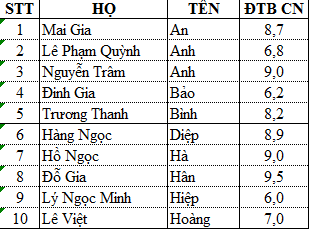 STT HỌ TÊN ĐTB CN
1 Mai Gia An 8,7
2 Lê Phạm Quỳnh Anh 6,8
3 Nguyễn Trâm Anh 9,0
4 Đinh Gia Bảo 6,2
5 Trương Thanh Bình 8,2
6 Hàng Ngọc Diệp 8,9
7 Hồ Ngọc Hà 9,0
8 Đỗ Gia Hân 9,5
9 Lý Ngọc Minh Hiệp 6,0
10 Lê Việt Hoàng 7,0